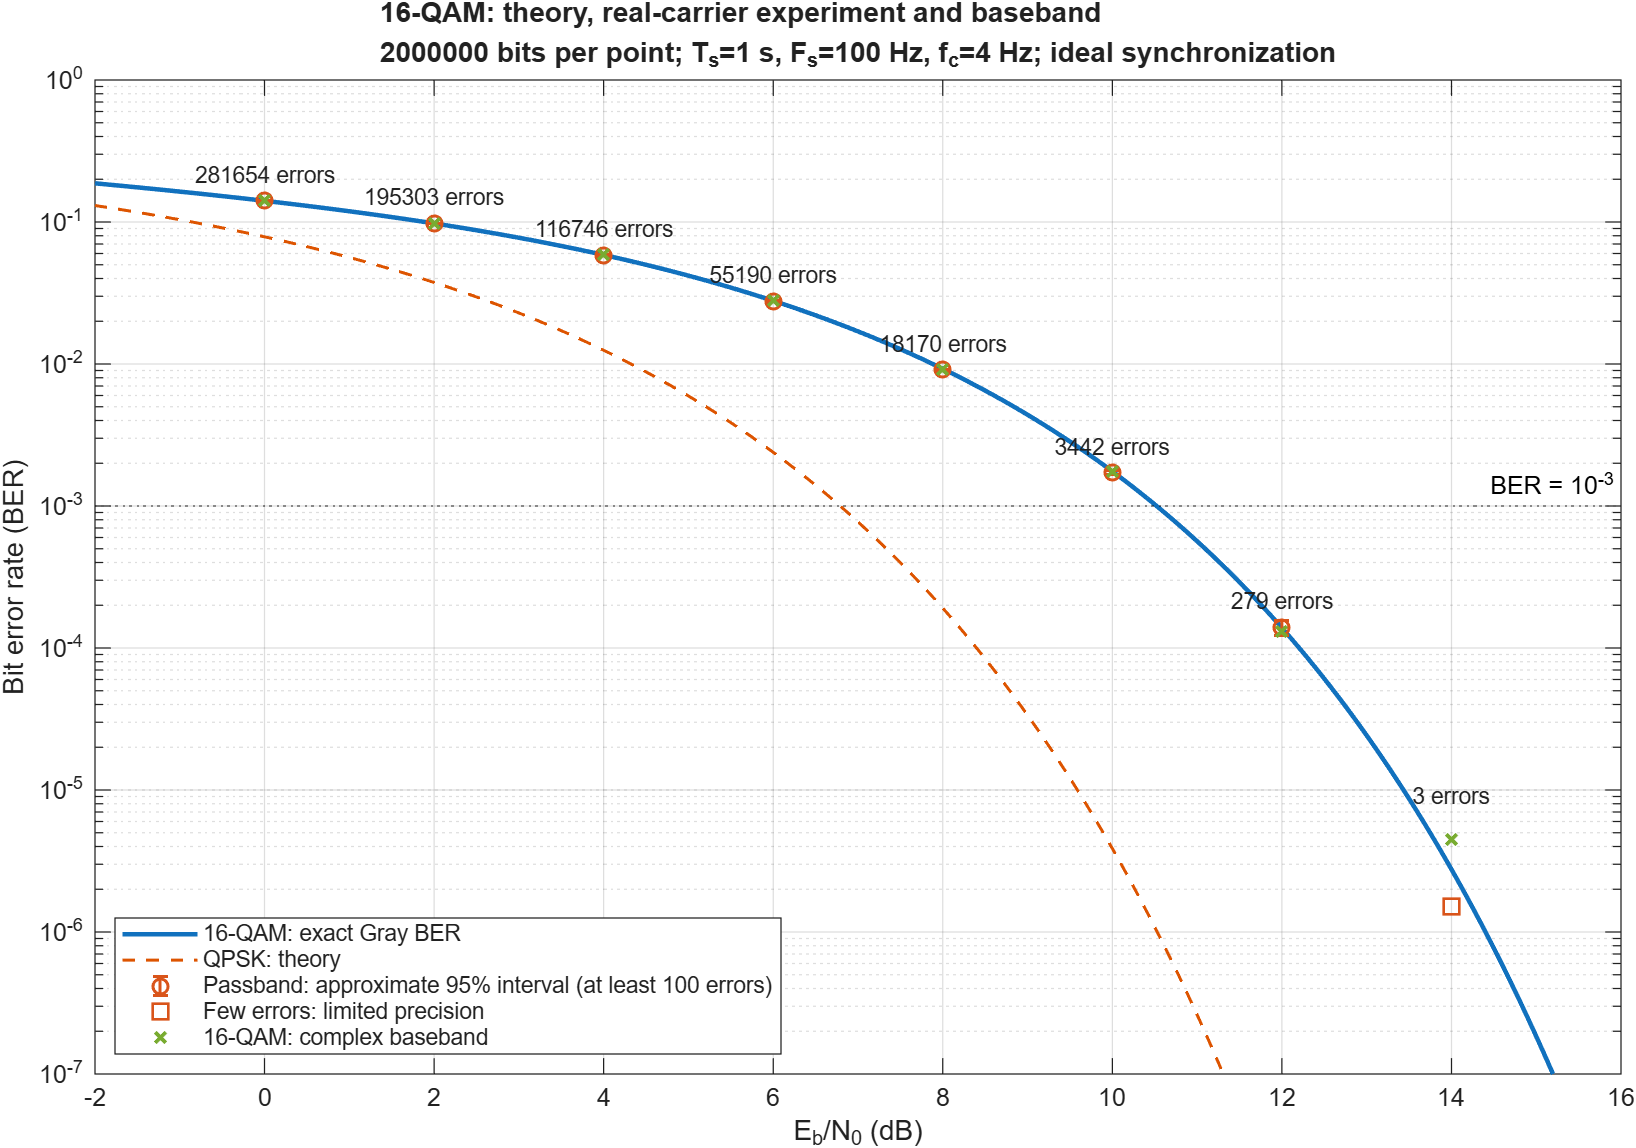 16-QAM: theory, real-carrier experiment and baseband
2000000 bits per point; Tₛ=1 s, Fₛ=100 Hz, f_c=4 Hz; ideal synchronization
10⁰
281654 errors
195303 errors
10⁻¹
116746 errors
55190 errors
18170 errors
10⁻²
3442 errors
BER = 10⁻³
10⁻³
279 errors
10⁻⁴
10⁻⁵
3 errors
10⁻⁶
10⁻⁷
Bit error rate (BER)
16-QAM: exact Gray BER
QPSK: theory
Passband: approximate 95% interval (at least 100 errors)
Few errors: limited precision
16-QAM: complex baseband
-2 0 2 4 6 8 10 12 14 16
E_b/N₀ (dB)